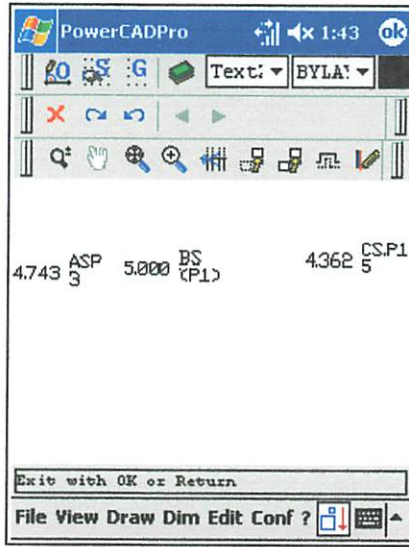 PowerCADPro 1:43 ok
S :G Text: BYLA:
4.743 ASP 3 5.000 BS (P1) 4.362 CS.P1 5
Exit with OK or Return
File View Draw Dim Edit Conf ?